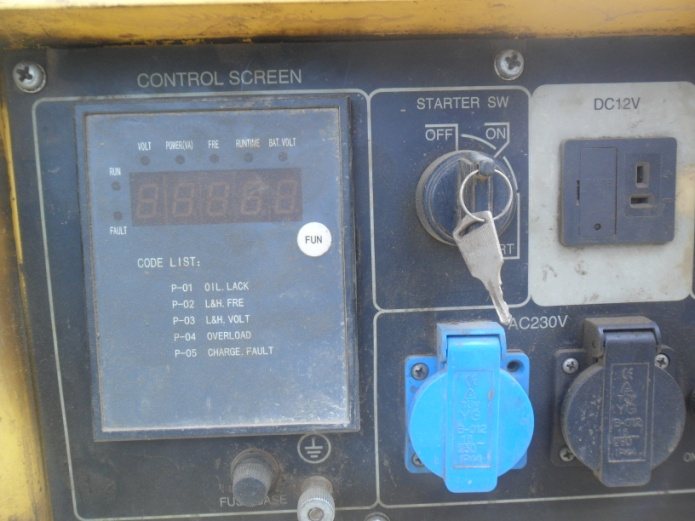 CONTROL SCREEN
VOLT POWER(VA) FRE RUNTIME BAT.VOLT
RUN
FAULT
FUN
CODE LIST:
P-01 OIL.LACK
P-02 L&H.FRE
P-03 L&H.VOLT
P-04 OVERLOAD
P-05 CHARGE.FAULT
STARTER SW
OFF ON
RT
DC12V
AC230V